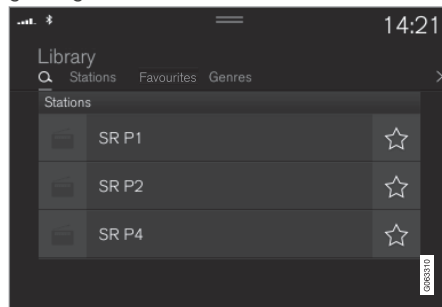 14:21
Library
Stations Favourites Genres
Stations
SR P1
SR P2
SR P4
G063310